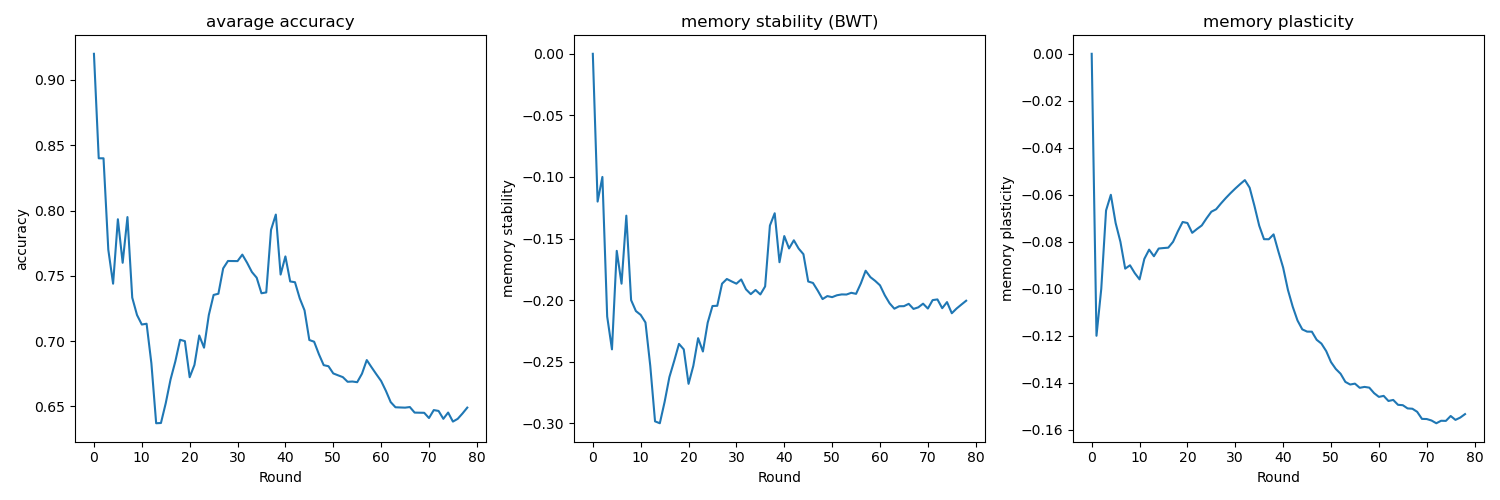 avarage accuracy
accuracy
0.90
0.85
0.80
0.75
0.70
0.65
0 10 20 30 40 50 60 70 80
Round
memory stability (BWT)
memory stability
0.00
−0.05
−0.10
−0.15
−0.20
−0.25
−0.30
0 10 20 30 40 50 60 70 80
Round
memory plasticity
memory plasticity
0.00
−0.02
−0.04
−0.06
−0.08
−0.10
−0.12
−0.14
−0.16
0 10 20 30 40 50 60 70 80
Round